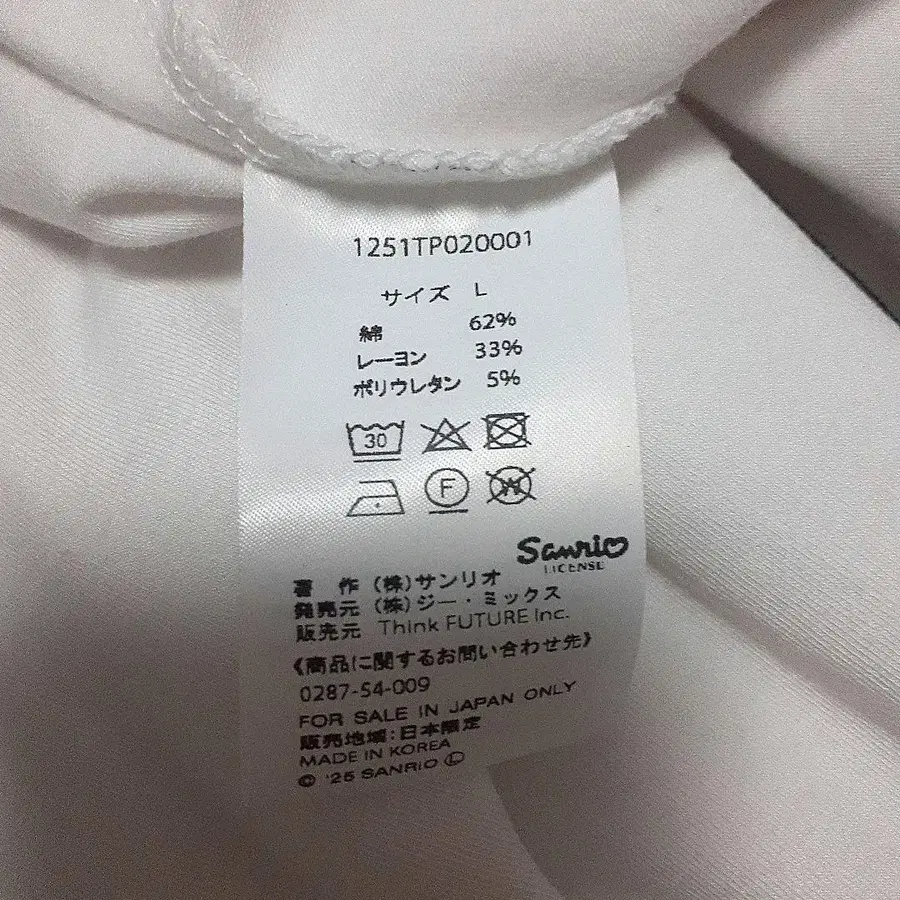 1251TP020001
サイズ L
綿 62%
レーヨン 33%
ポリウレタン 5%
30
F
W
Sanrio
LICENSE
著 作 (株)サンリオ
発売元 (株)ジー・ミックス
販売元 Think FUTURE Inc.
《商品に関するお問い合わせ先》
0287-54-009
FOR SALE IN JAPAN ONLY
販売地域:日本限定
MADE IN KOREA
© '25 SANRIO Ⓛ